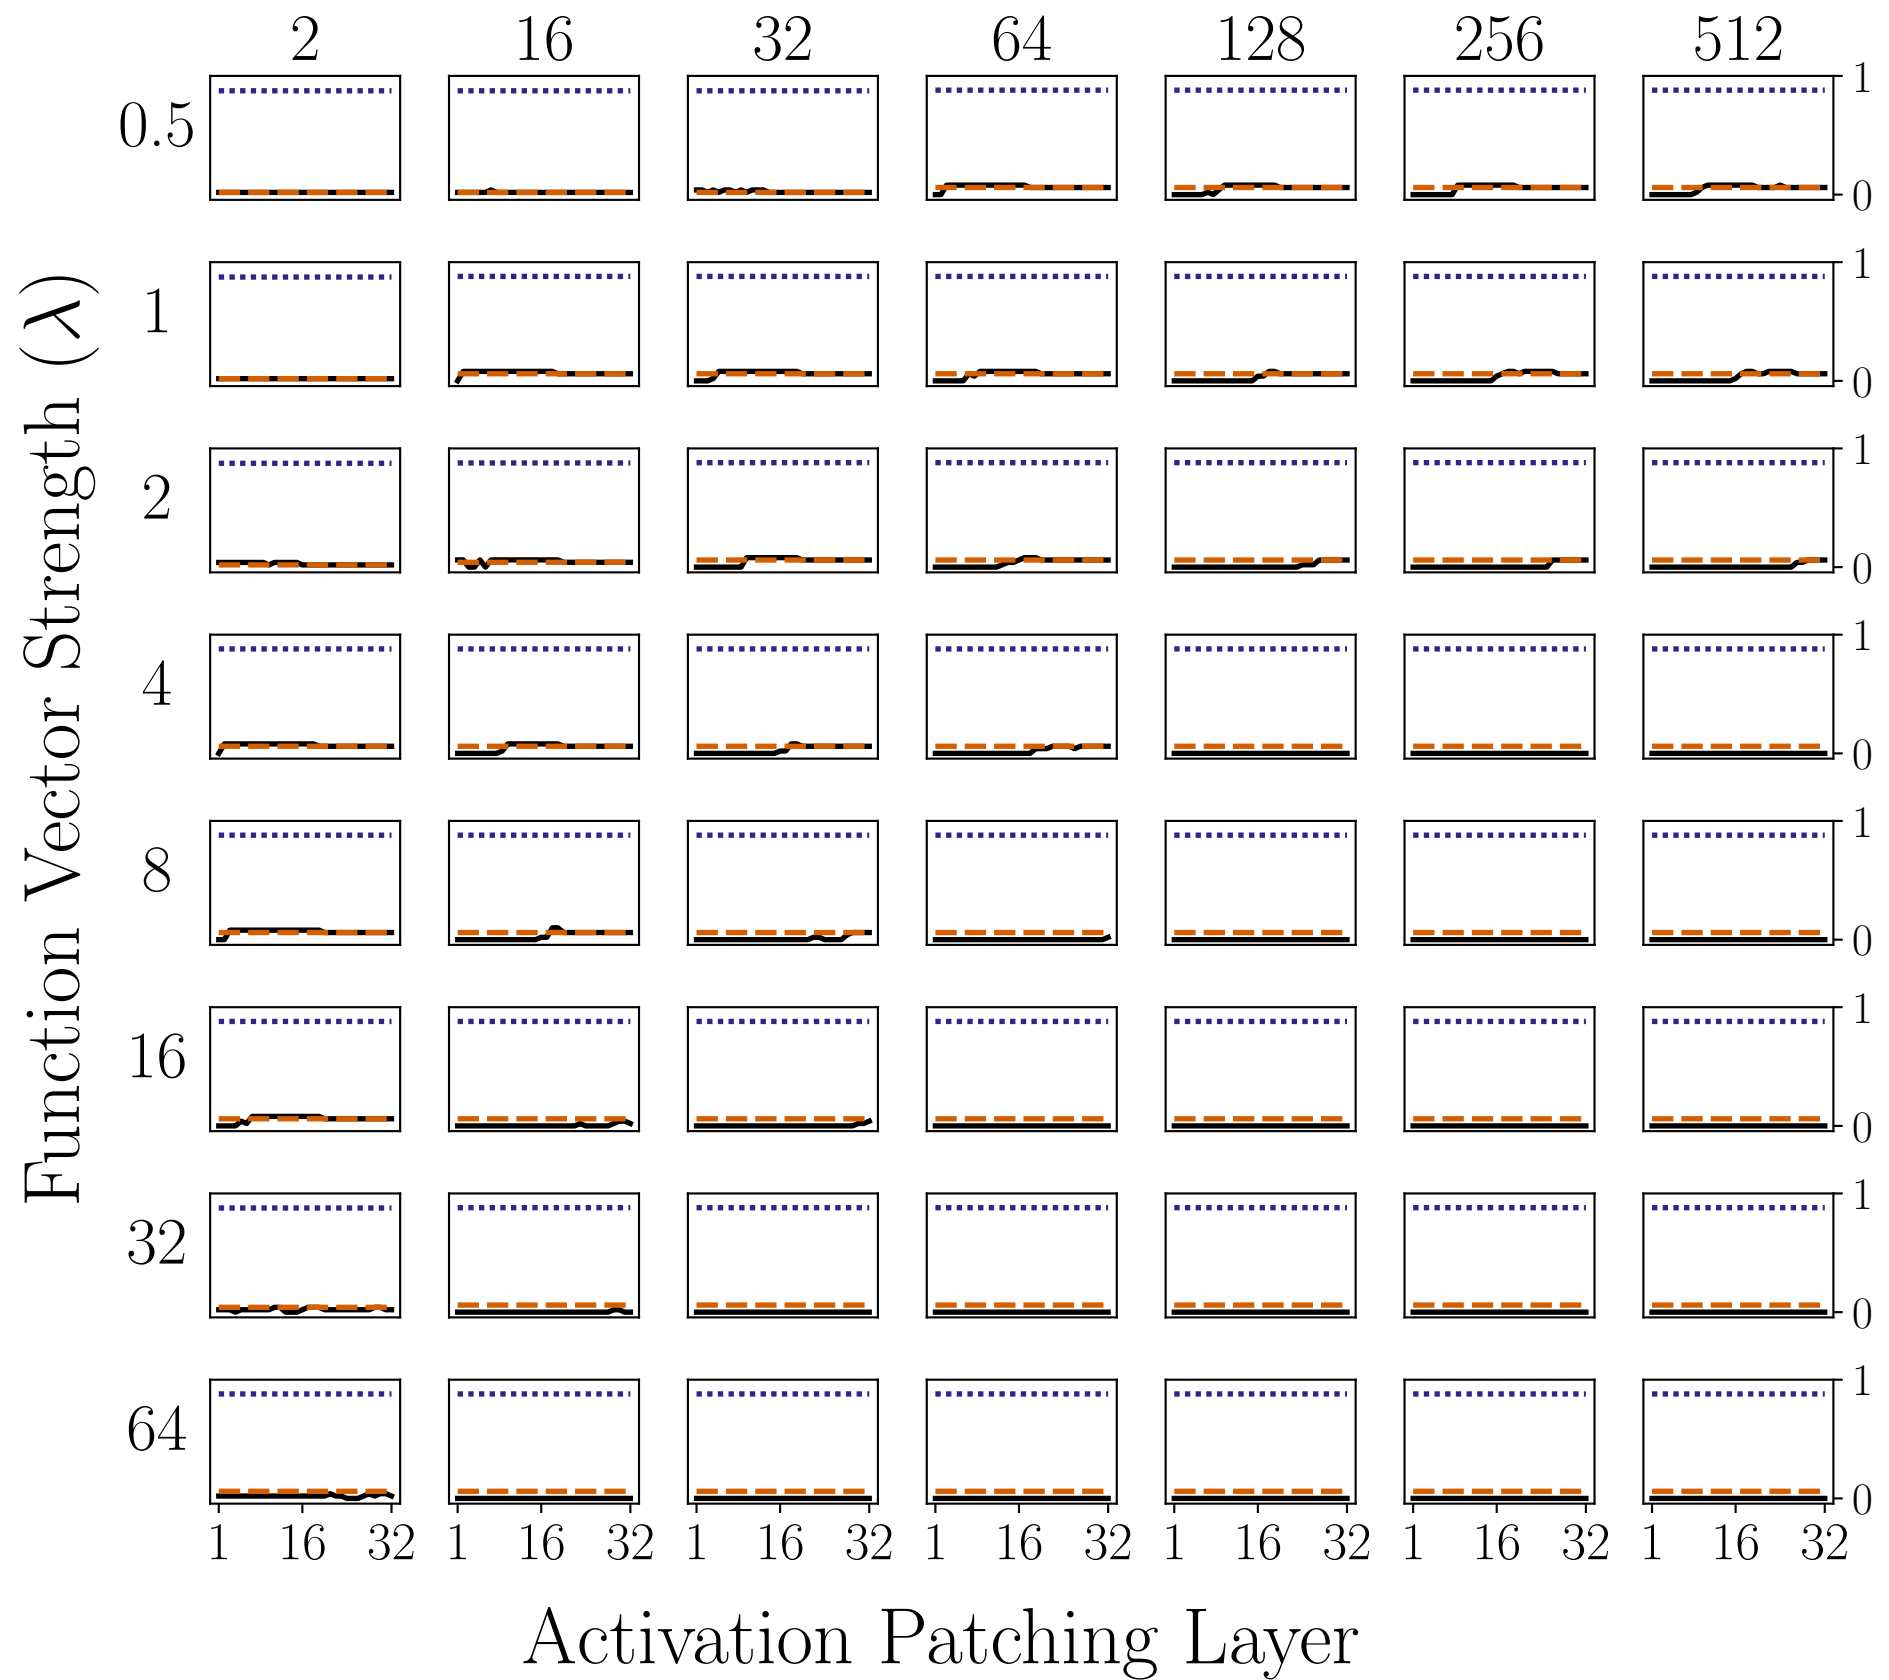 2 16 32 64 128 256 512
Function Vector Strength (λ)
0.5 1 0
1 1 0
2 1 0
4 1 0
8 1 0
16 1 0
32 1 0
64 1 0
1 16 32 1 16 32 1 16 32 1 16 32 1 16 32 1 16 32 1 16 32
Activation Patching Layer